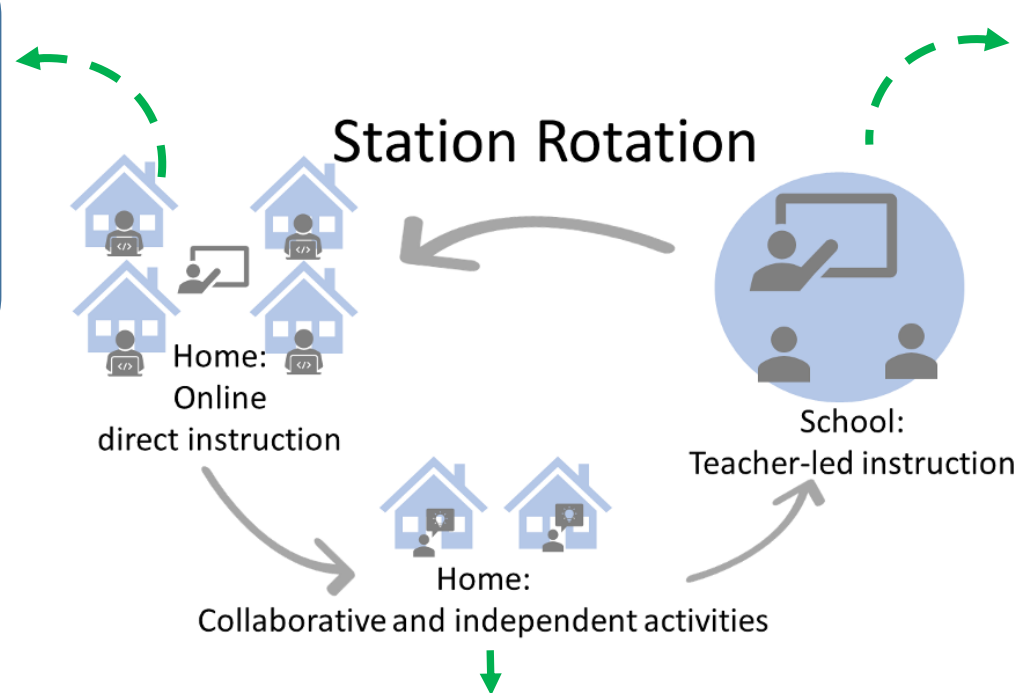 Station Rotation
Home:
Online
direct instruction
School:
Teacher-led instruction
Home:
Collaborative and independent activities